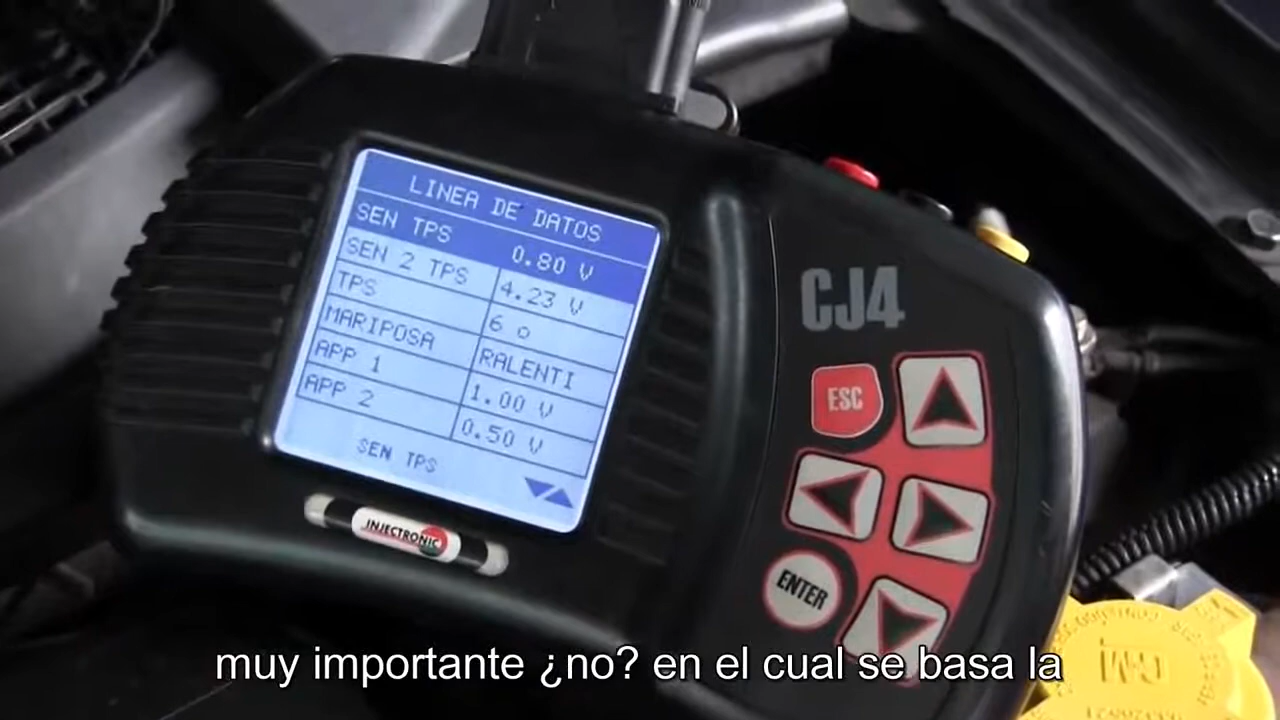 LINEA DE DATOS
SEN TPS 0.80 V
SEN 2 TPS 4.23 V
TPS 6 o
MARIPOSA RALENTI
APP 1 1.00 V
APP 2 0.50 V
SEN TPS
INJECTRONIC
CJ4
ESC
ENTER
GM
muy importante ¿no? en el cual se basa la